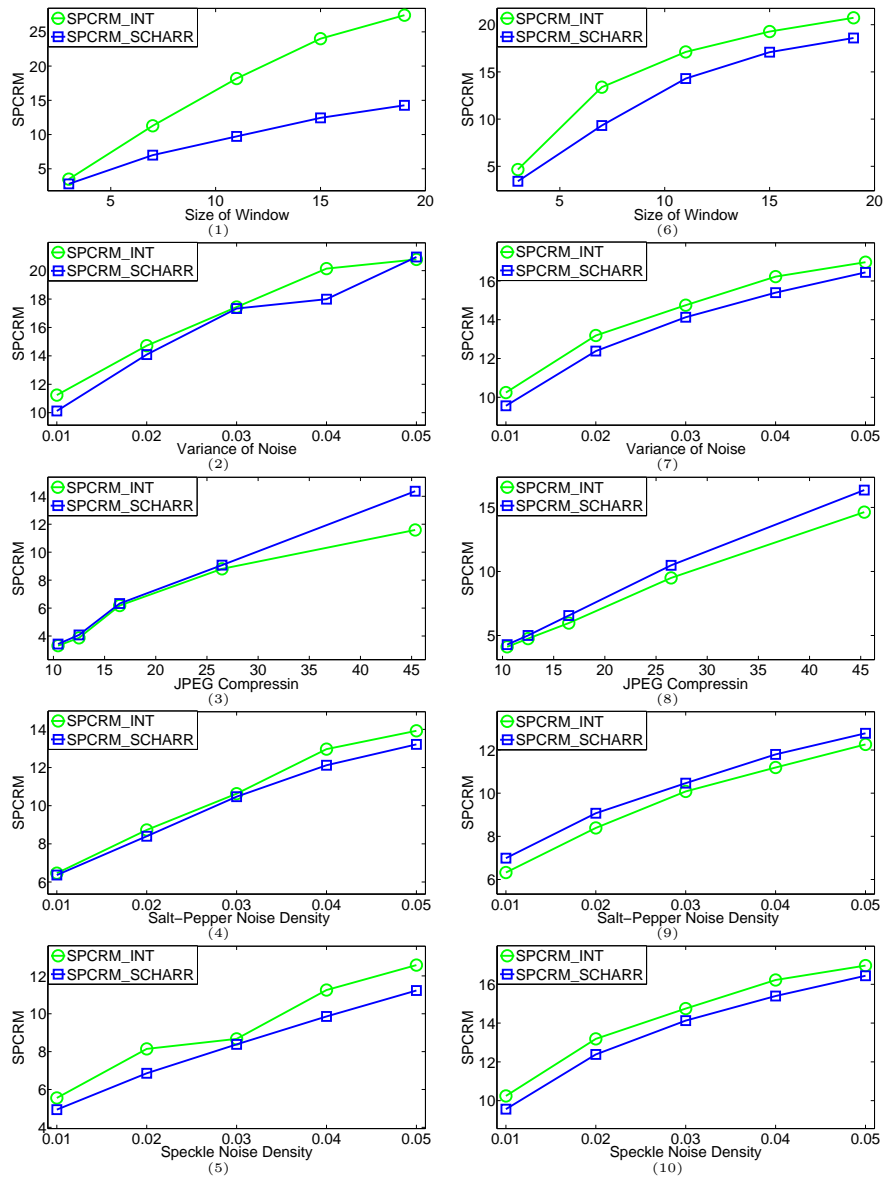 SPCRM_INT
SPCRM_SCHARR
SPCRM
25
20
15
10
5
5 10 15 20
Size of Window
(1)
SPCRM_INT
SPCRM_SCHARR
SPCRM
20
15
10
5
5 10 15 20
Size of Window
(6)
SPCRM_INT
SPCRM_SCHARR
SPCRM
20
18
16
14
12
10
0.01 0.02 0.03 0.04 0.05
Variance of Noise
(2)
SPCRM_INT
SPCRM_SCHARR
SPCRM
16
14
12
10
0.01 0.02 0.03 0.04 0.05
Variance of Noise
(7)
SPCRM_INT
SPCRM_SCHARR
SPCRM
14
12
10
8
6
4
10 15 20 25 30 35 40 45
JPEG Compressin
(3)
SPCRM_INT
SPCRM_SCHARR
SPCRM
15
10
5
10 15 20 25 30 35 40 45
JPEG Compressin
(8)
SPCRM_INT
SPCRM_SCHARR
SPCRM
14
12
10
8
6
0.01 0.02 0.03 0.04 0.05
Salt-Pepper Noise Density
(4)
SPCRM_INT
SPCRM_SCHARR
SPCRM
12
10
8
6
0.01 0.02 0.03 0.04 0.05
Salt-Pepper Noise Density
(9)
SPCRM_INT
SPCRM_SCHARR
SPCRM
12
10
8
6
4
0.01 0.02 0.03 0.04 0.05
Speckle Noise Density
(5)
SPCRM_INT
SPCRM_SCHARR
SPCRM
16
14
12
10
0.01 0.02 0.03 0.04 0.05
Speckle Noise Density
(10)